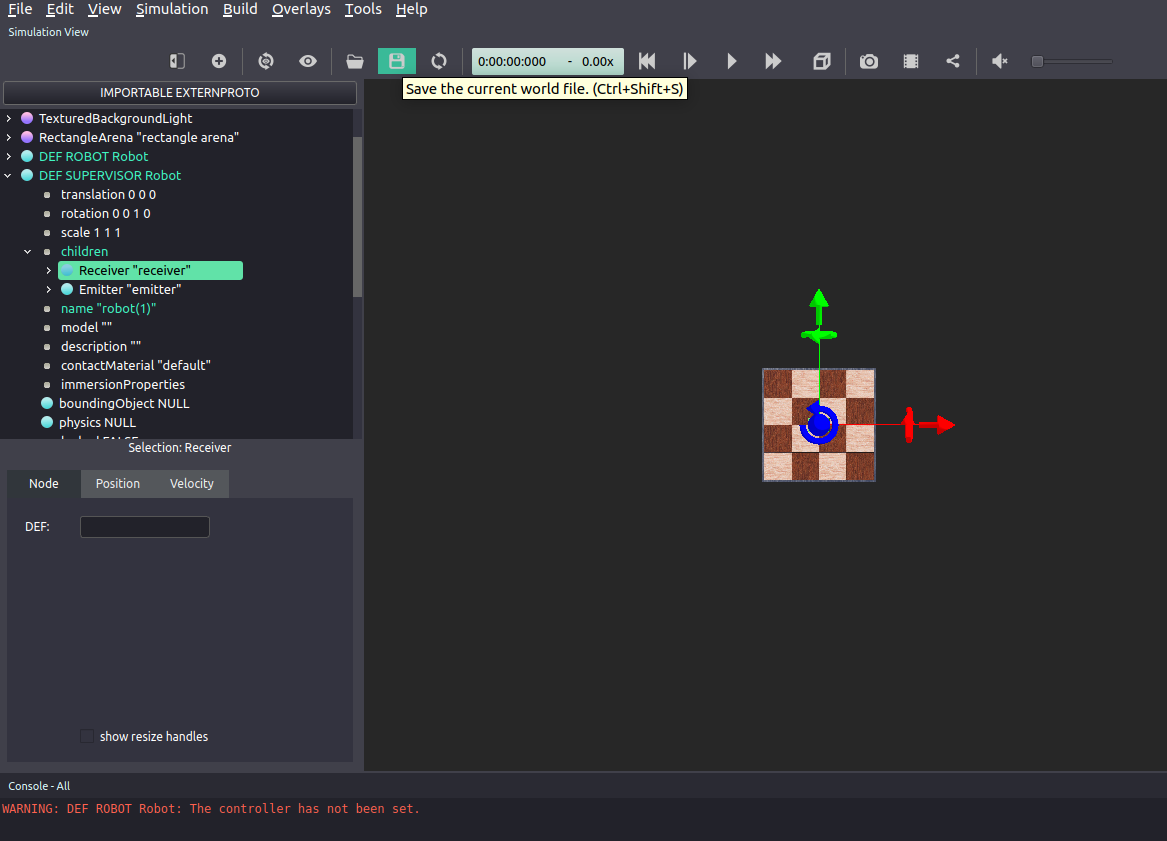 File Edit View Simulation Build Overlays Tools Help
Simulation View
0:00:00:000 - 0.00x
Save the current world file. (Ctrl+Shift+S)
IMPORTABLE EXTERNPROTO
TexturedBackgroundLight
RectangleArena "rectangle arena"
DEF ROBOT Robot
DEF SUPERVISOR Robot
translation 0 0 0
rotation 0 0 1 0
scale 1 1 1
children
Receiver "receiver"
Emitter "emitter"
name "robot(1)"
model ""
description ""
contactMaterial "default"
immersionProperties
boundingObject NULL
physics NULL
Selection: Receiver
Node Position Velocity
DEF:
show resize handles
Console - All
WARNING: DEF ROBOT Robot: The controller has not been set.